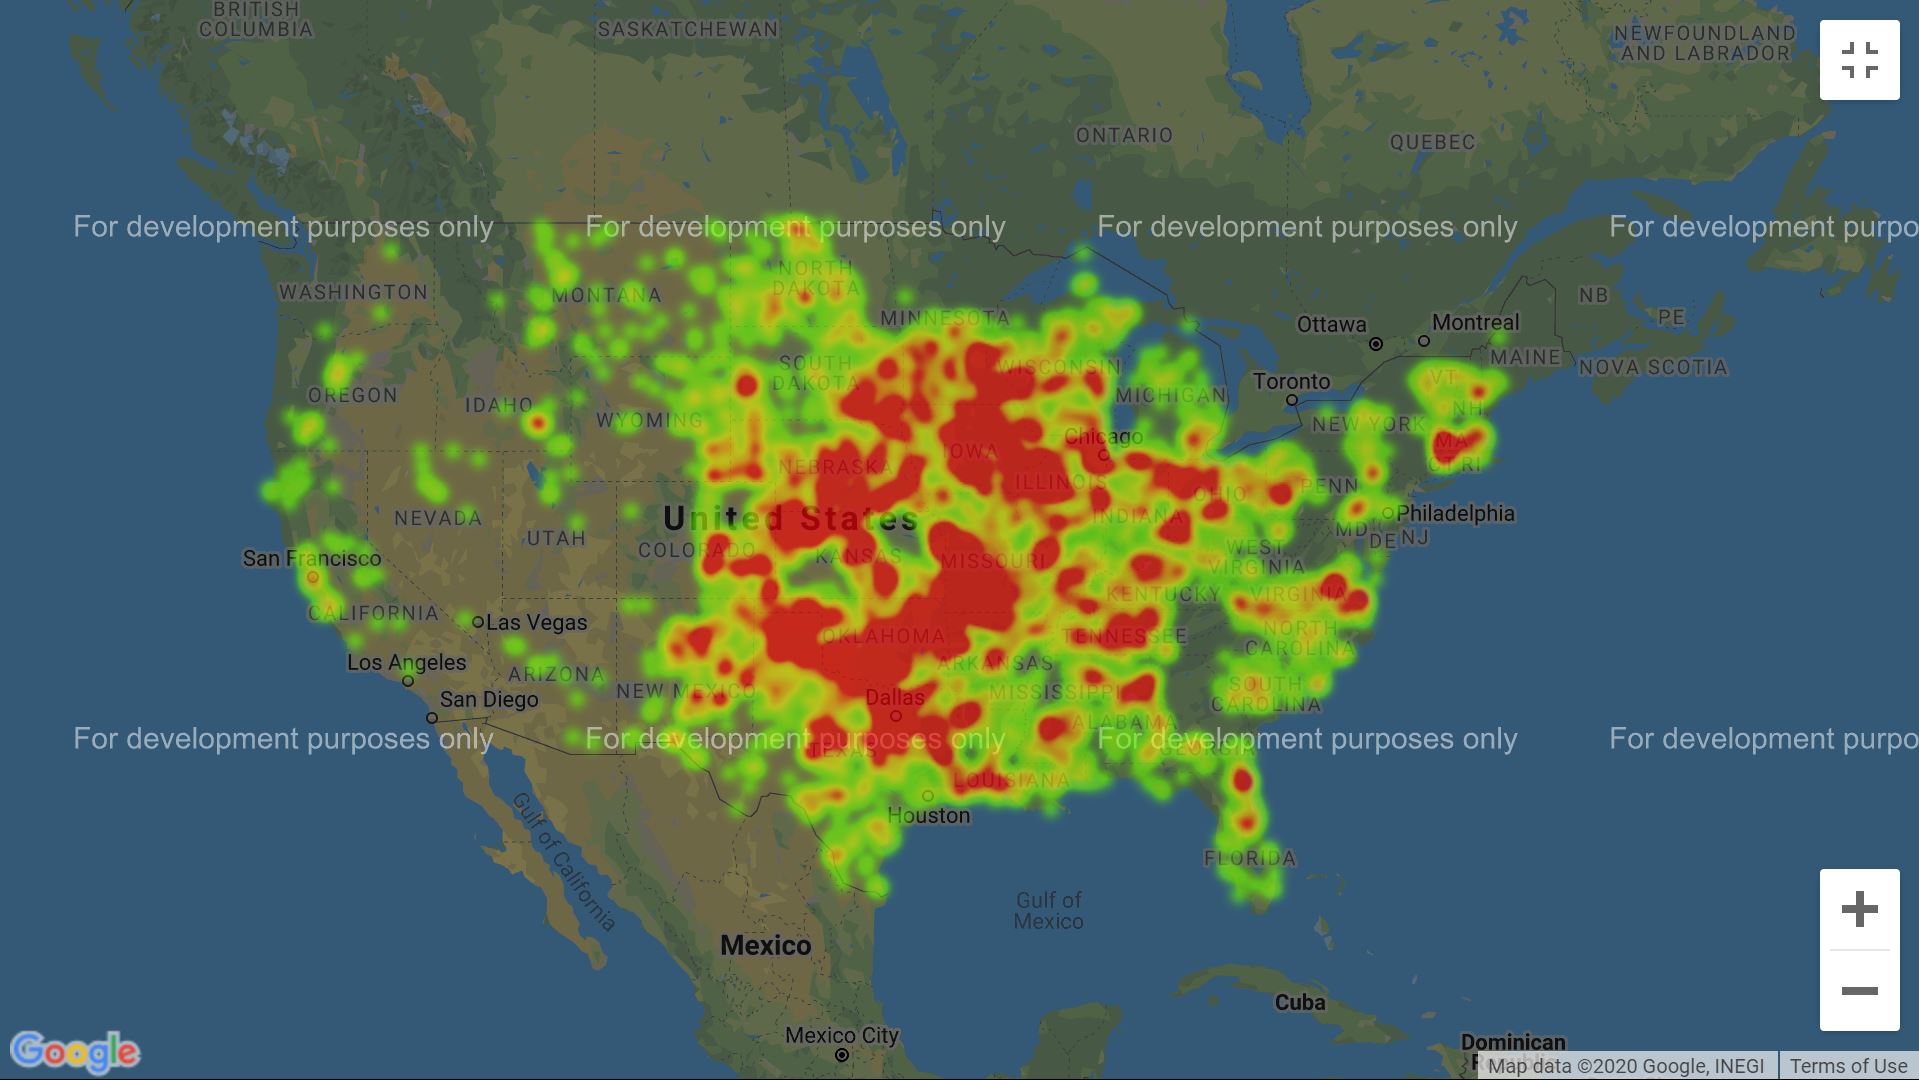 BRITISH
COLUMBIA
SASKATCHEWAN
NEWFOUNDLAND
AND LABRADOR
ONTARIO
QUEBEC
For development purposes only
For development purposes only
For development purposes only
For development purpo
WASHINGTON
MONTANA
NORTH
DAKOTA
MINNESOTA
NB
PE
Ottawa
Montreal
MAINE
NOVA SCOTIA
OREGON
IDAHO
WYOMING
SOUTH
DAKOTA
WISCONSIN
MICHIGAN
Toronto
VT
NH
NEW YORK
MA
CT RI
NEBRASKA
IOWA
Chicago
ILLINOIS
OHIO
PENN
Philadelphia
NEVADA
United States
INDIANA
MD
DE
NJ
San Francisco
UTAH
COLORADO
KANSAS
MISSOURI
WEST
VIRGINIA
CALIFORNIA
Las Vegas
KENTUCKY
VIRGINIA
OKLAHOMA
TENNESSEE
NORTH
CAROLINA
Los Angeles
ARIZONA
NEW MEXICO
ARKANSAS
San Diego
Dallas
MISSISSIPPI
SOUTH
CAROLINA
ALABAMA
For development purposes only
For development purposes only
For development purposes only
For development purpo
TEXAS
GEORGIA
LOUISIANA
Houston
Gulf of California
FLORIDA
Gulf of
Mexico
Mexico
Cuba
Mexico City
Dominican
Google
Map data ©2020 Google, INEGI
Terms of Use